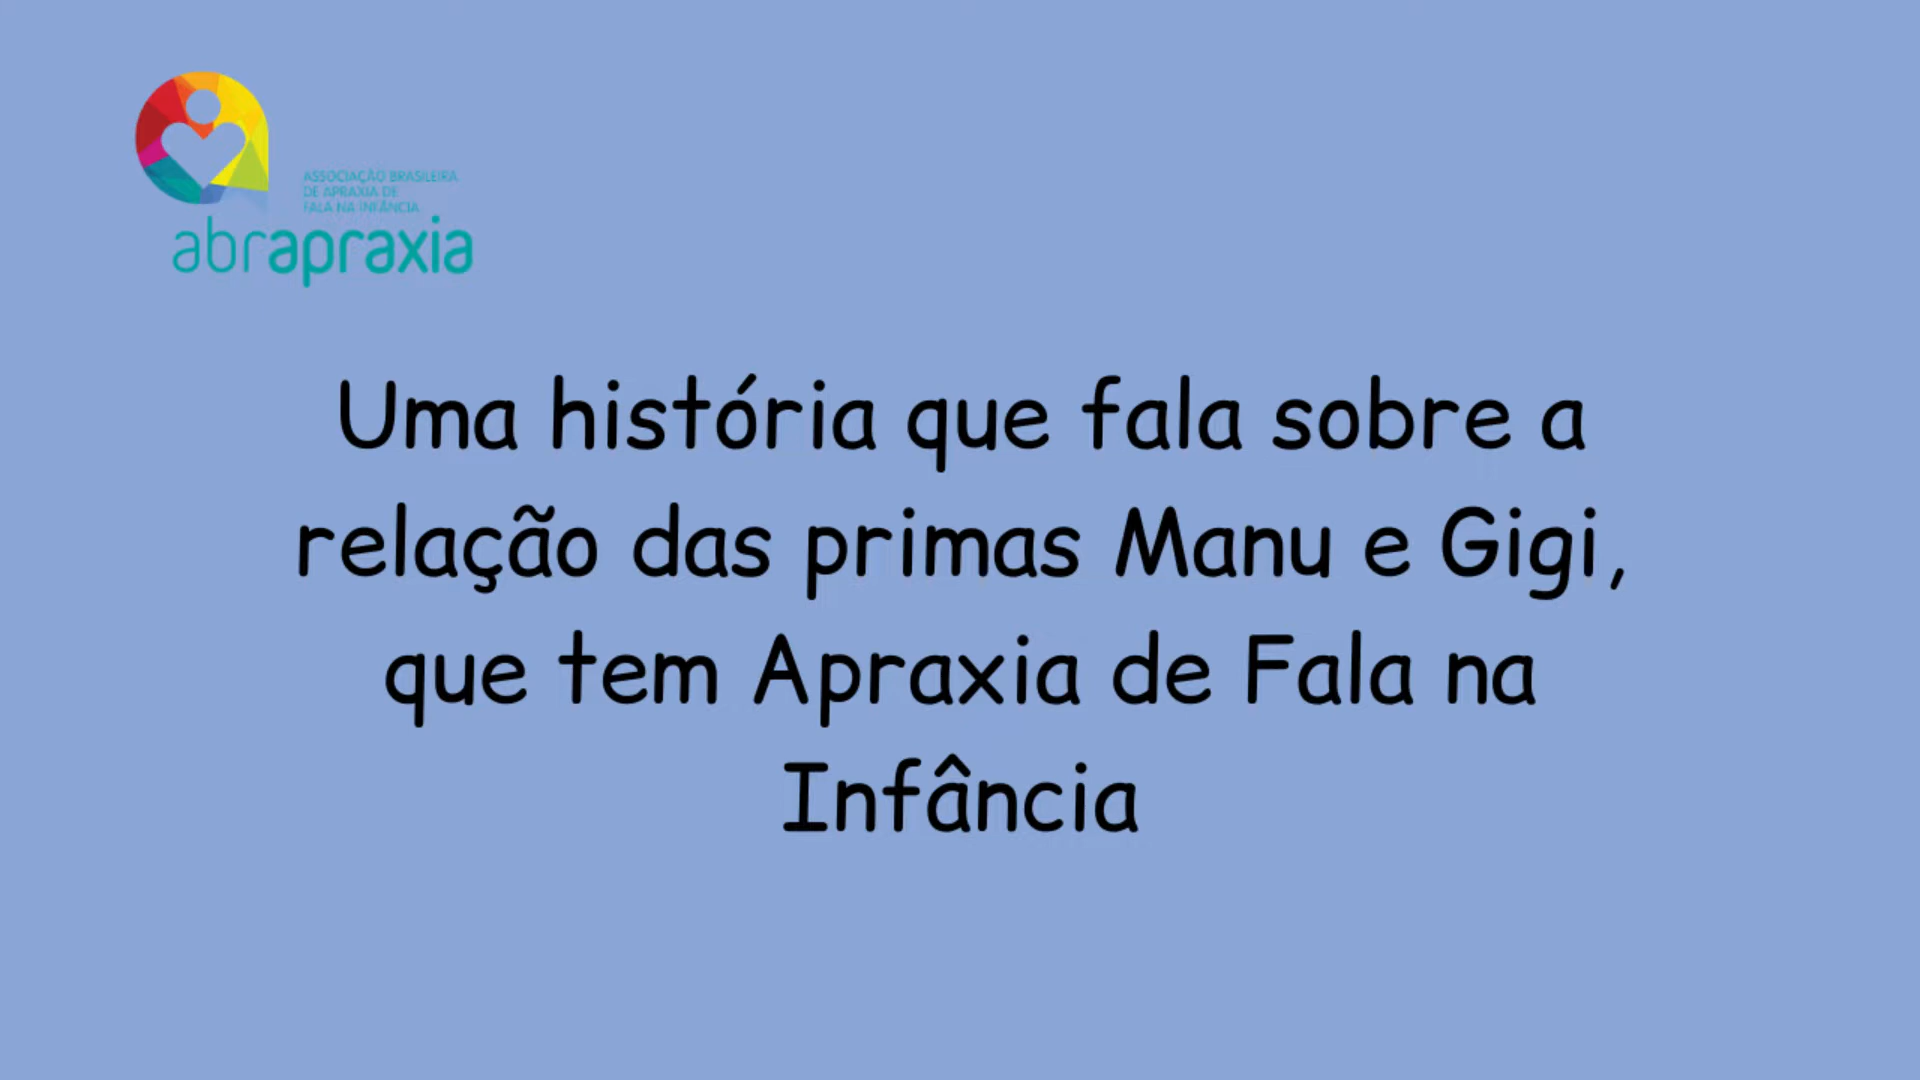 ASSOCIAÇÃO BRASILEIRA
DE APRAXIA DE
FALA NA INFÂNCIA
abrapraxia
Uma história que fala sobre a
relação das primas Manu e Gigi,
que tem Apraxia de Fala na
Infância